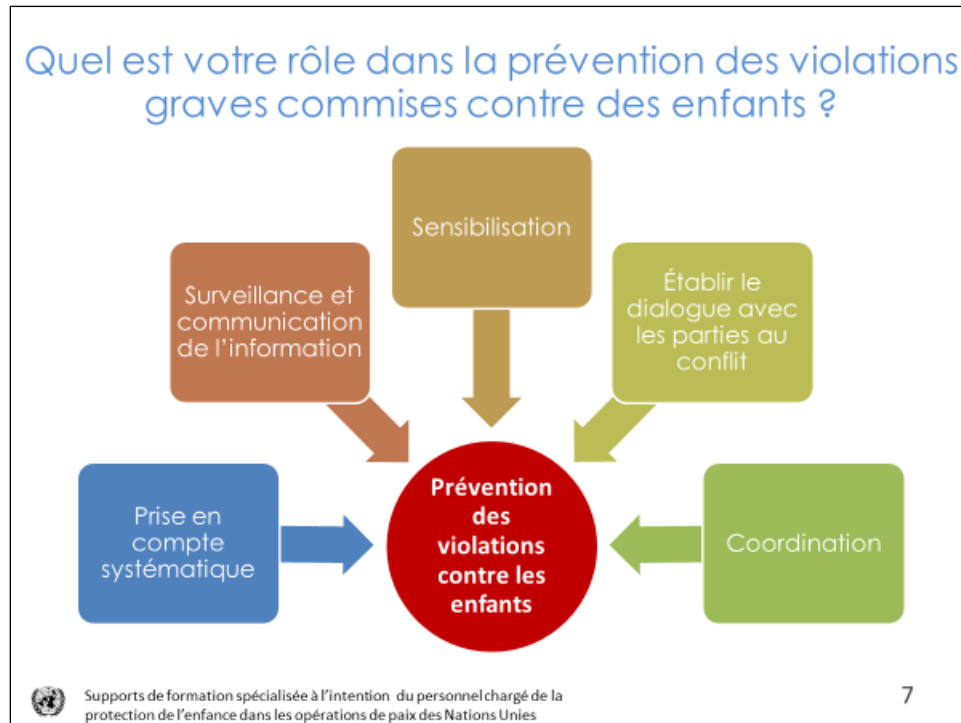 Quel est votre rôle dans la prévention des violations
graves commises contre des enfants ?
Sensibilisation
Surveillance et
communication
de l'information
Établir le
dialogue avec
les parties au
conflit
Prise en
compte
systématique
Prévention
des
violations
contre les
enfants
Coordination
Supports de formation spécialisée à l'intention du personnel chargé de la
protection de l'enfance dans les opérations de paix des Nations Unies
7